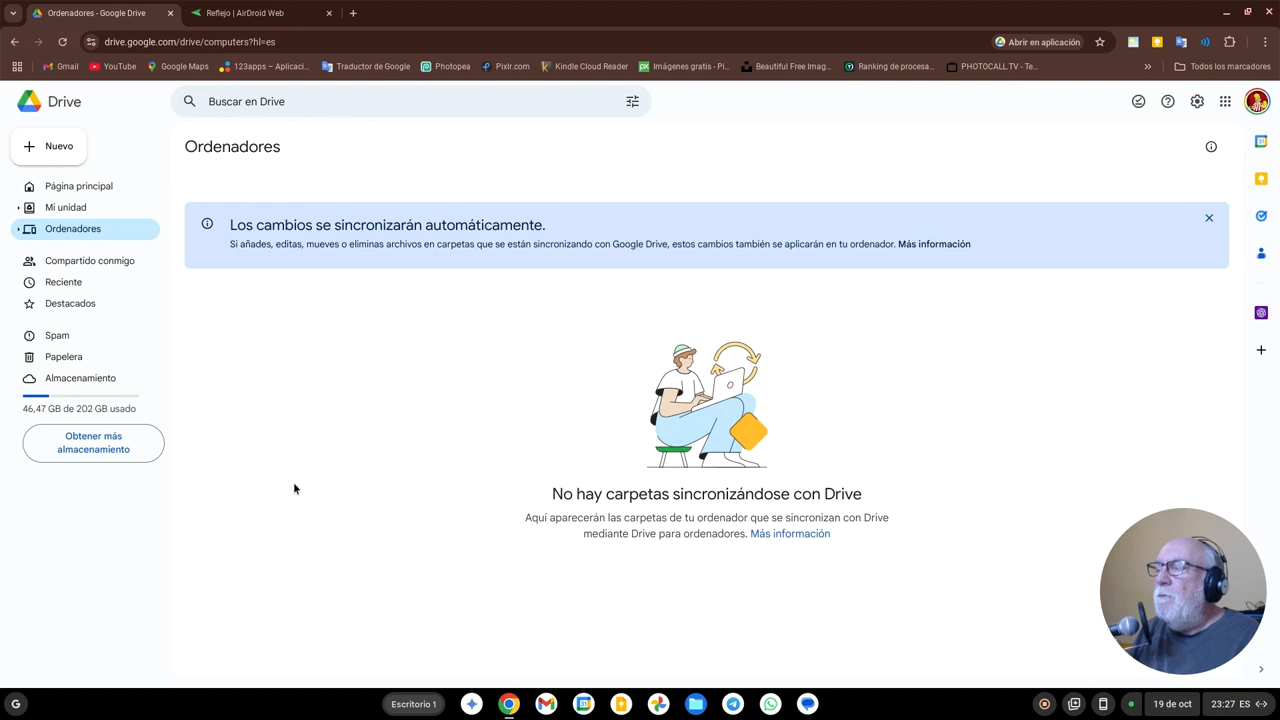 Ordenadores - Google Drive
Reflejo | AirDroid Web
drive.google.com/drive/computers?hl=es
Abrir en aplicación
Gmail
YouTube
Google Maps
123apps – Aplicaci...
Traductor de Google
Photopea
Pixlr.com
Kindle Cloud Reader
Imágenes gratis - Pi...
Beautiful Free Imag...
Ranking de procesa...
PHOTOCALL.TV - Te...
Todos los marcadores
Drive
Buscar en Drive
Nuevo
Página principal
Mi unidad
Ordenadores
Compartido conmigo
Reciente
Destacados
Spam
Papelera
Almacenamiento
46,47 GB de 202 GB usado
Obtener más
almacenamiento
Ordenadores
Los cambios se sincronizarán automáticamente.
Si añades, editas, mueves o eliminas archivos en carpetas que se están sincronizando con Google Drive, estos cambios también se aplicarán en tu ordenador. Más información
No hay carpetas sincronizándose con Drive
Aquí aparecerán las carpetas de tu ordenador que se sincronizan con Drive
mediante Drive para ordenadores. Más información
Escritorio 1
19 de oct
23:27 ES